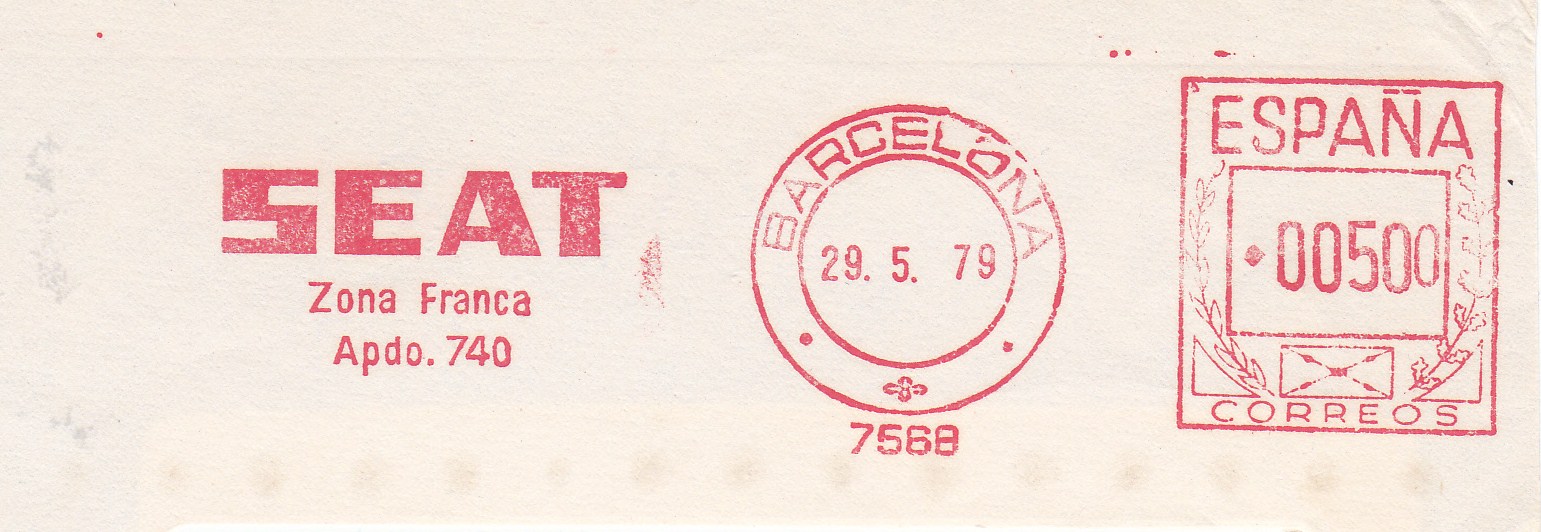 SEAT
Zona Franca
Apdo. 740
BARCELONA
29. 5. 79
7568
ESPAÑA
00500
CORREOS